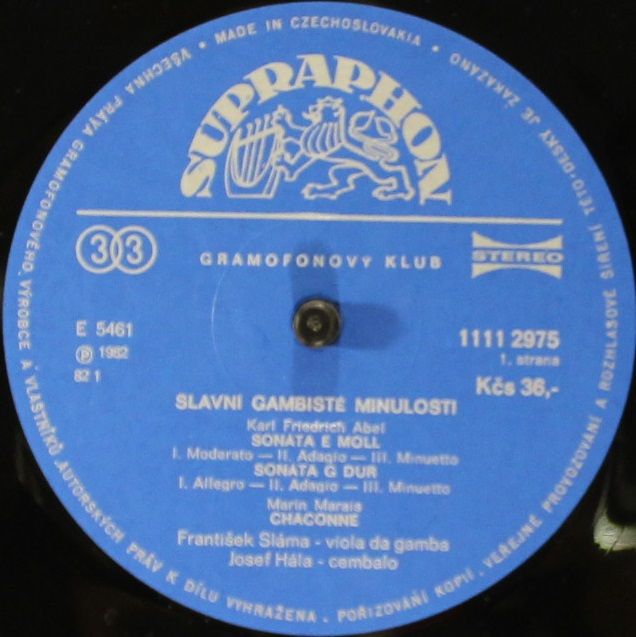 MADE IN CZECHOSLOVAKIA • VŠECHNA PRÁVA GRAMOFONOVÉHO VÝROBCE A VLASTNÍKŮ AUTORSKÝCH PRÁV K DÍLU VYHRAŽENA. POŘIZOVÁNÍ KOPIÍ, VEŘEJNÉ PROVOZOVÁNÍ A ROZHLASOVÉ ŠÍŘENÍ TÉTO DESKY JE ZAKÁZÁNO •
SUPRAPHON
33
GRAMOFONOVÝ KLUB
STEREO
E 5461
1111 2975
Ⓟ 1982
1. strana
82 1
Kčs 36,-
SLAVNÍ GAMBISTÉ MINULOSTI
Karl Friedrich Abel
SONATA E MOLL
I. Moderato — II. Adagio — III. Minuetto
SONATA G DUR
I. Allegro — II. Adagio — III. Minuetto
Marin Marais
CHACONNE
František Sláma - viola da gamba
Josef Hála - cembalo